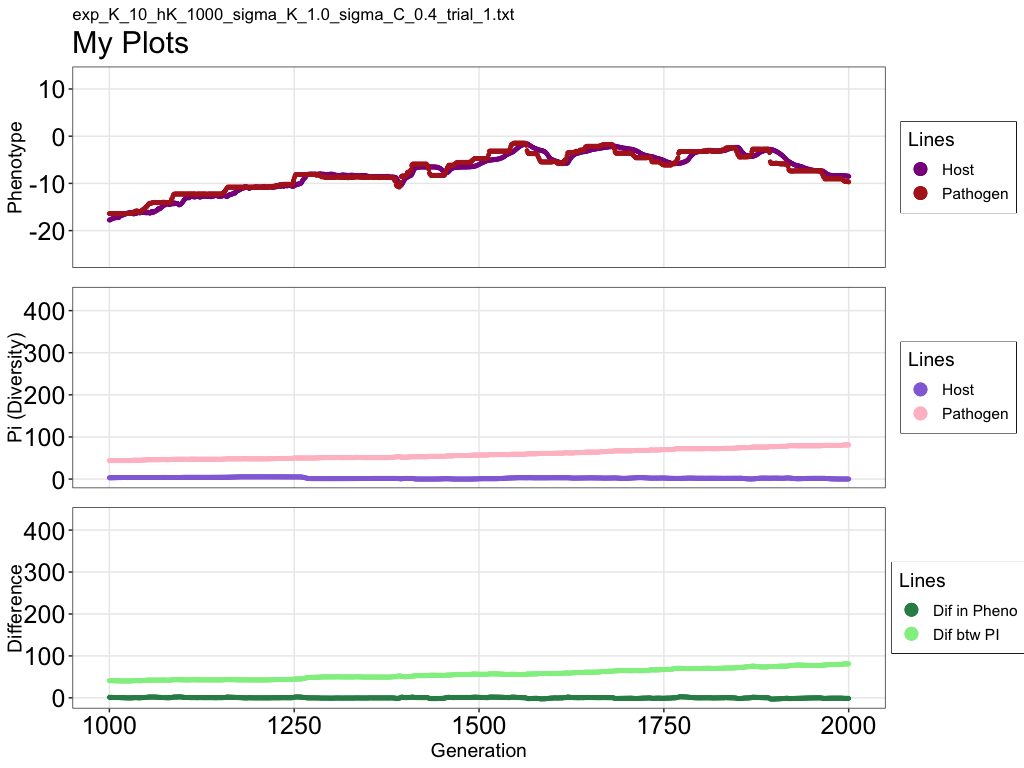 exp_K_10_hK_1000_sigma_K_1.0_sigma_C_0.4_trial_1.txt
My Plots
Phenotype
10
0
-10
-20
Lines
Host
Pathogen
Pi (Diversity)
400
300
200
100
0
Lines
Host
Pathogen
Difference
400
300
200
100
0
Lines
Dif in Pheno
Dif btw PI
1000 1250 1500 1750 2000
Generation